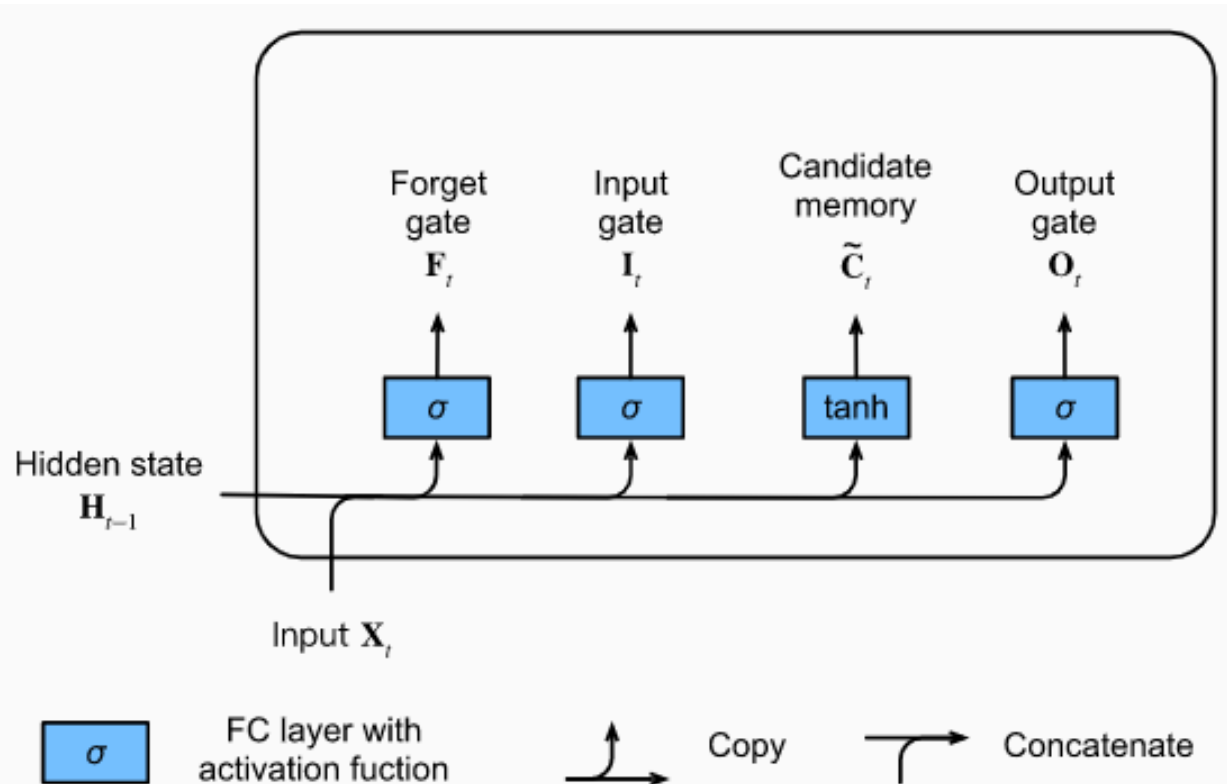 Forget
gate
F_t
Input
gate
I_t
Candidate
memory
C̃_t
Output
gate
O_t
σ
σ
tanh
σ
Hidden state
H_{t−1}
Input X_t
σ
FC layer with
activation fuction
Copy
Concatenate